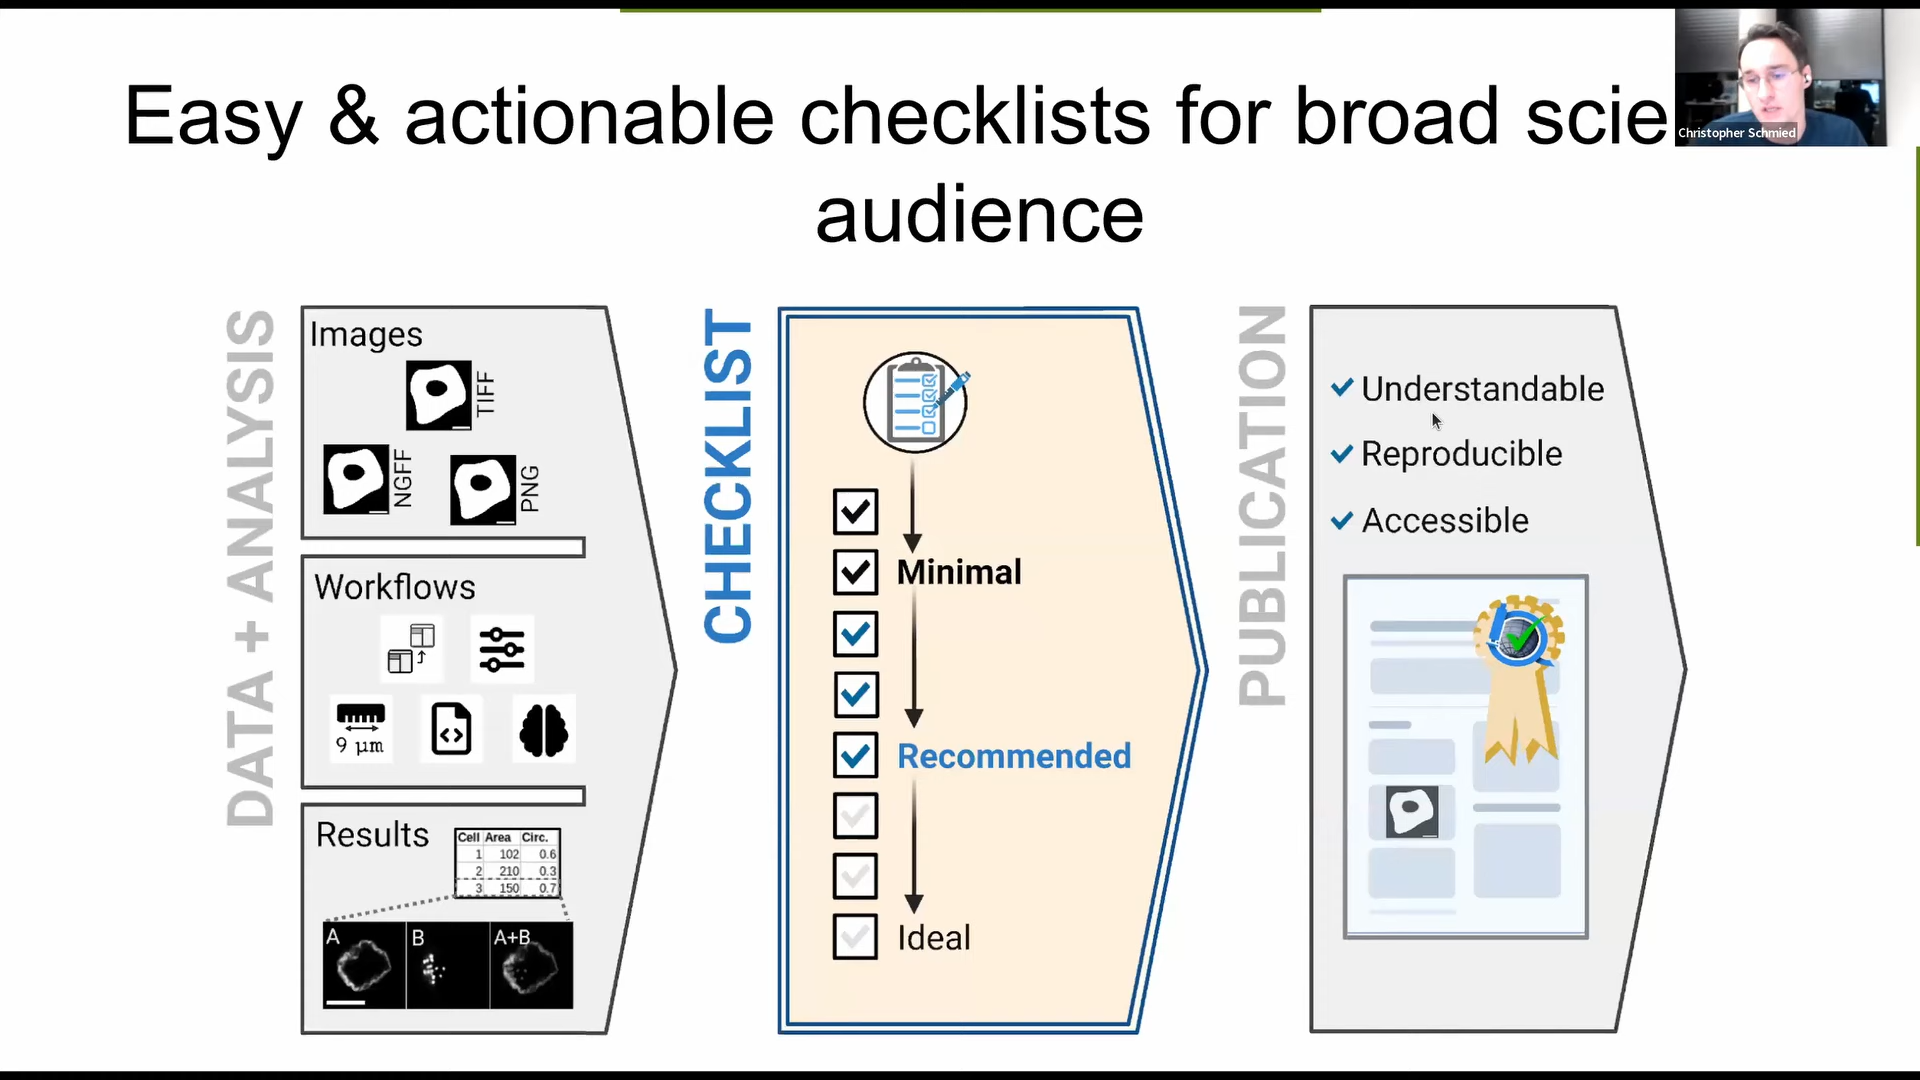 Easy & actionable checklists for broad scie
audience
Christopher Schmied
DATA + ANALYSIS
Images
TIFF
NGFF
PNG
Workflows
9 µm
Results
Cell Area Circ.
1 102 0.6
2 210 0.3
3 150 0.7
A
B
A+B
CHECKLIST
Minimal
Recommended
Ideal
PUBLICATION
Understandable
Reproducible
Accessible